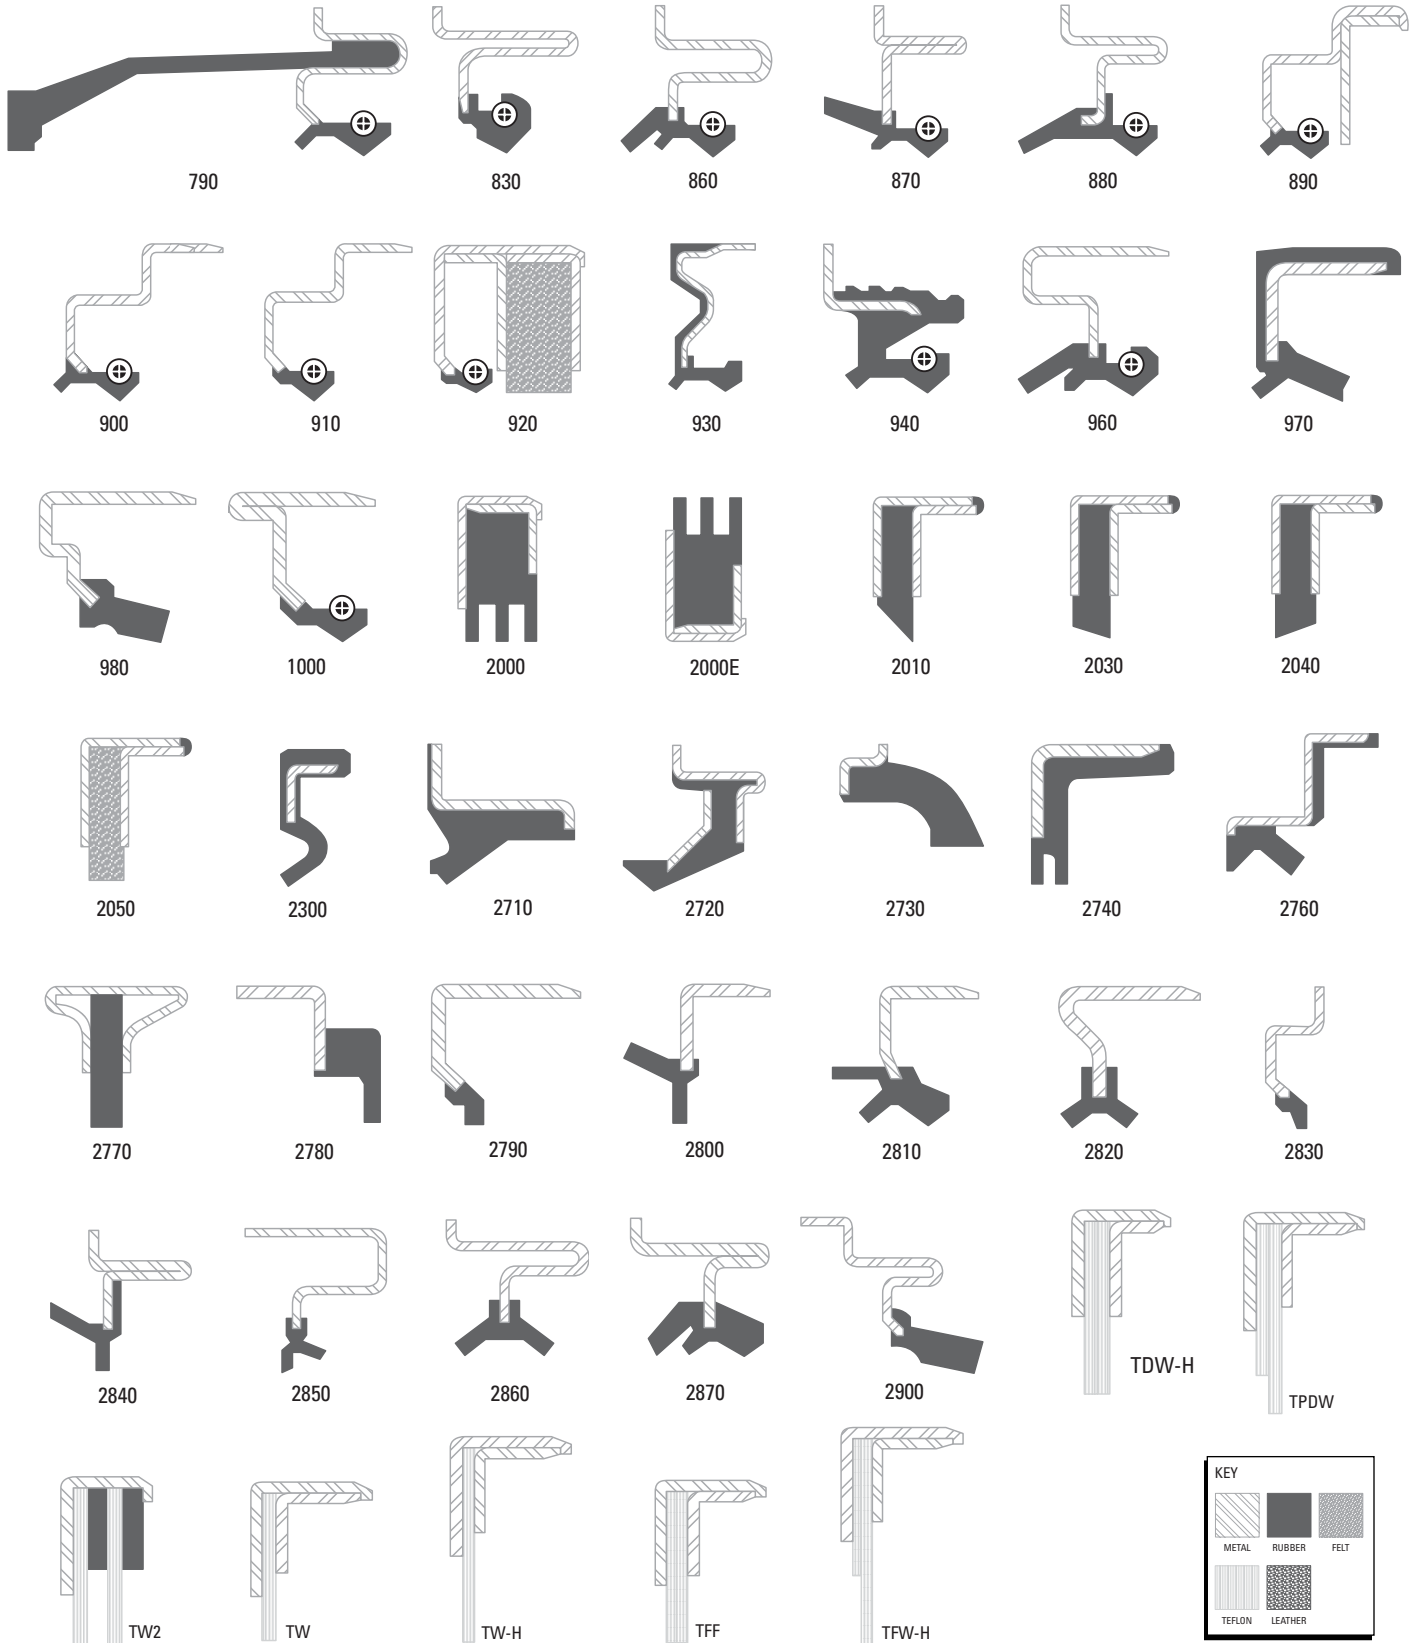 790 830 860 870 880 890
900 910 920 930 940 960 970
980 1000 2000 2000E 2010 2030 2040
2050 2300 2710 2720 2730 2740 2760
2770 2780 2790 2800 2810 2820 2830
2840 2850 2860 2870 2900 TDW-H TPDW
TW2 TW TW-H TFF TFW-H
KEY
METAL RUBBER FELT
TEFLON LEATHER